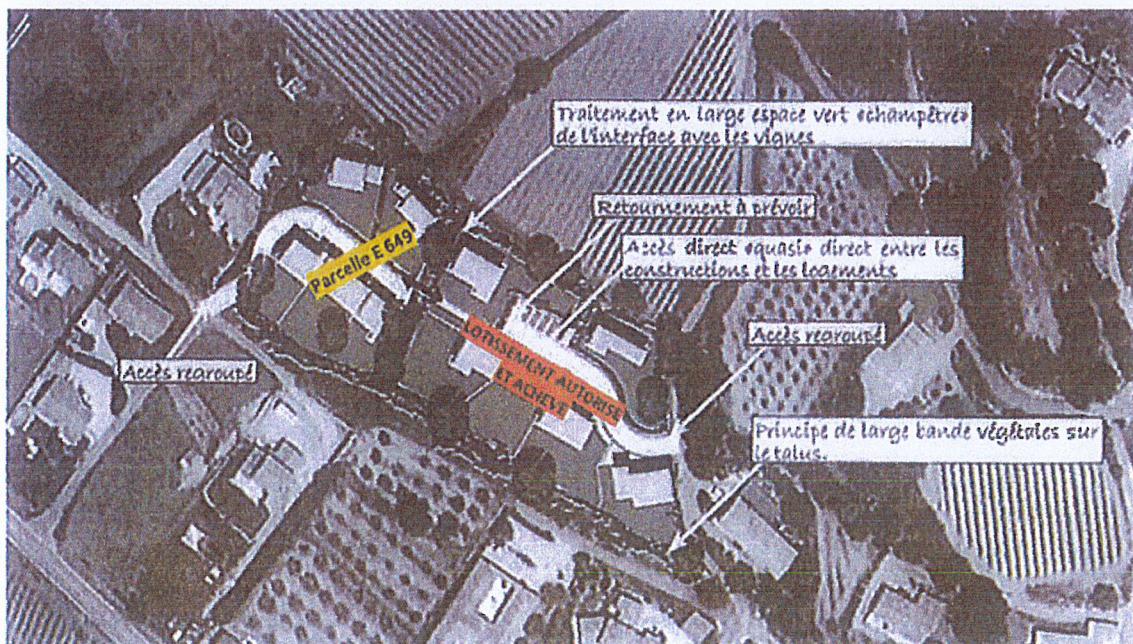 Traitement en large espace vert «champêtre»
de l'interface avec les vignes
Retournement à prévoir
Accès direct «quasi» direct entre les
constructions et les logements
Parcelle E 649
LOTISSEMENT AUTORISE
ET ACHEVE
Accès regroupé
Accès regroupé
Principe de large bande végétales sur
le talus.